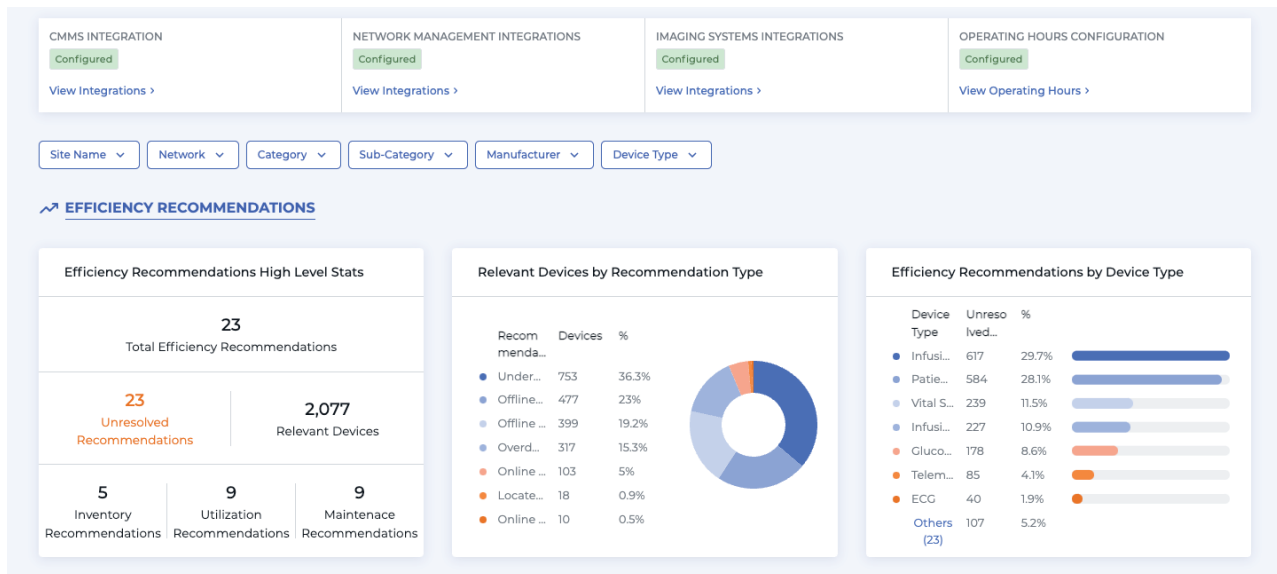 CMMS INTEGRATION
Configured
View Integrations >
NETWORK MANAGEMENT INTEGRATIONS
Configured
View Integrations >
IMAGING SYSTEMS INTEGRATIONS
Configured
View Integrations >
OPERATING HOURS CONFIGURATION
Configured
View Operating Hours >
Site Name
Network
Category
Sub-Category
Manufacturer
Device Type
EFFICIENCY RECOMMENDATIONS
Efficiency Recommendations High Level Stats
23
Total Efficiency Recommendations
23
Unresolved
Recommendations
2,077
Relevant Devices
5
Inventory
Recommendations
9
Utilization
Recommendations
9
Maintenace
Recommendations
Relevant Devices by Recommendation Type
Recom
menda...
Devices
%
Under... 753 36.3%
Offline... 477 23%
Offline ... 399 19.2%
Overd... 317 15.3%
Online ... 103 5%
Locate... 18 0.9%
Online ... 10 0.5%
Efficiency Recommendations by Device Type
Device
Type
Unreso
lved...
%
Infusi... 617 29.7%
Patie... 584 28.1%
Vital S... 239 11.5%
Infusi... 227 10.9%
Gluco... 178 8.6%
Telem... 85 4.1%
ECG 40 1.9%
Others 107 5.2%
(23)